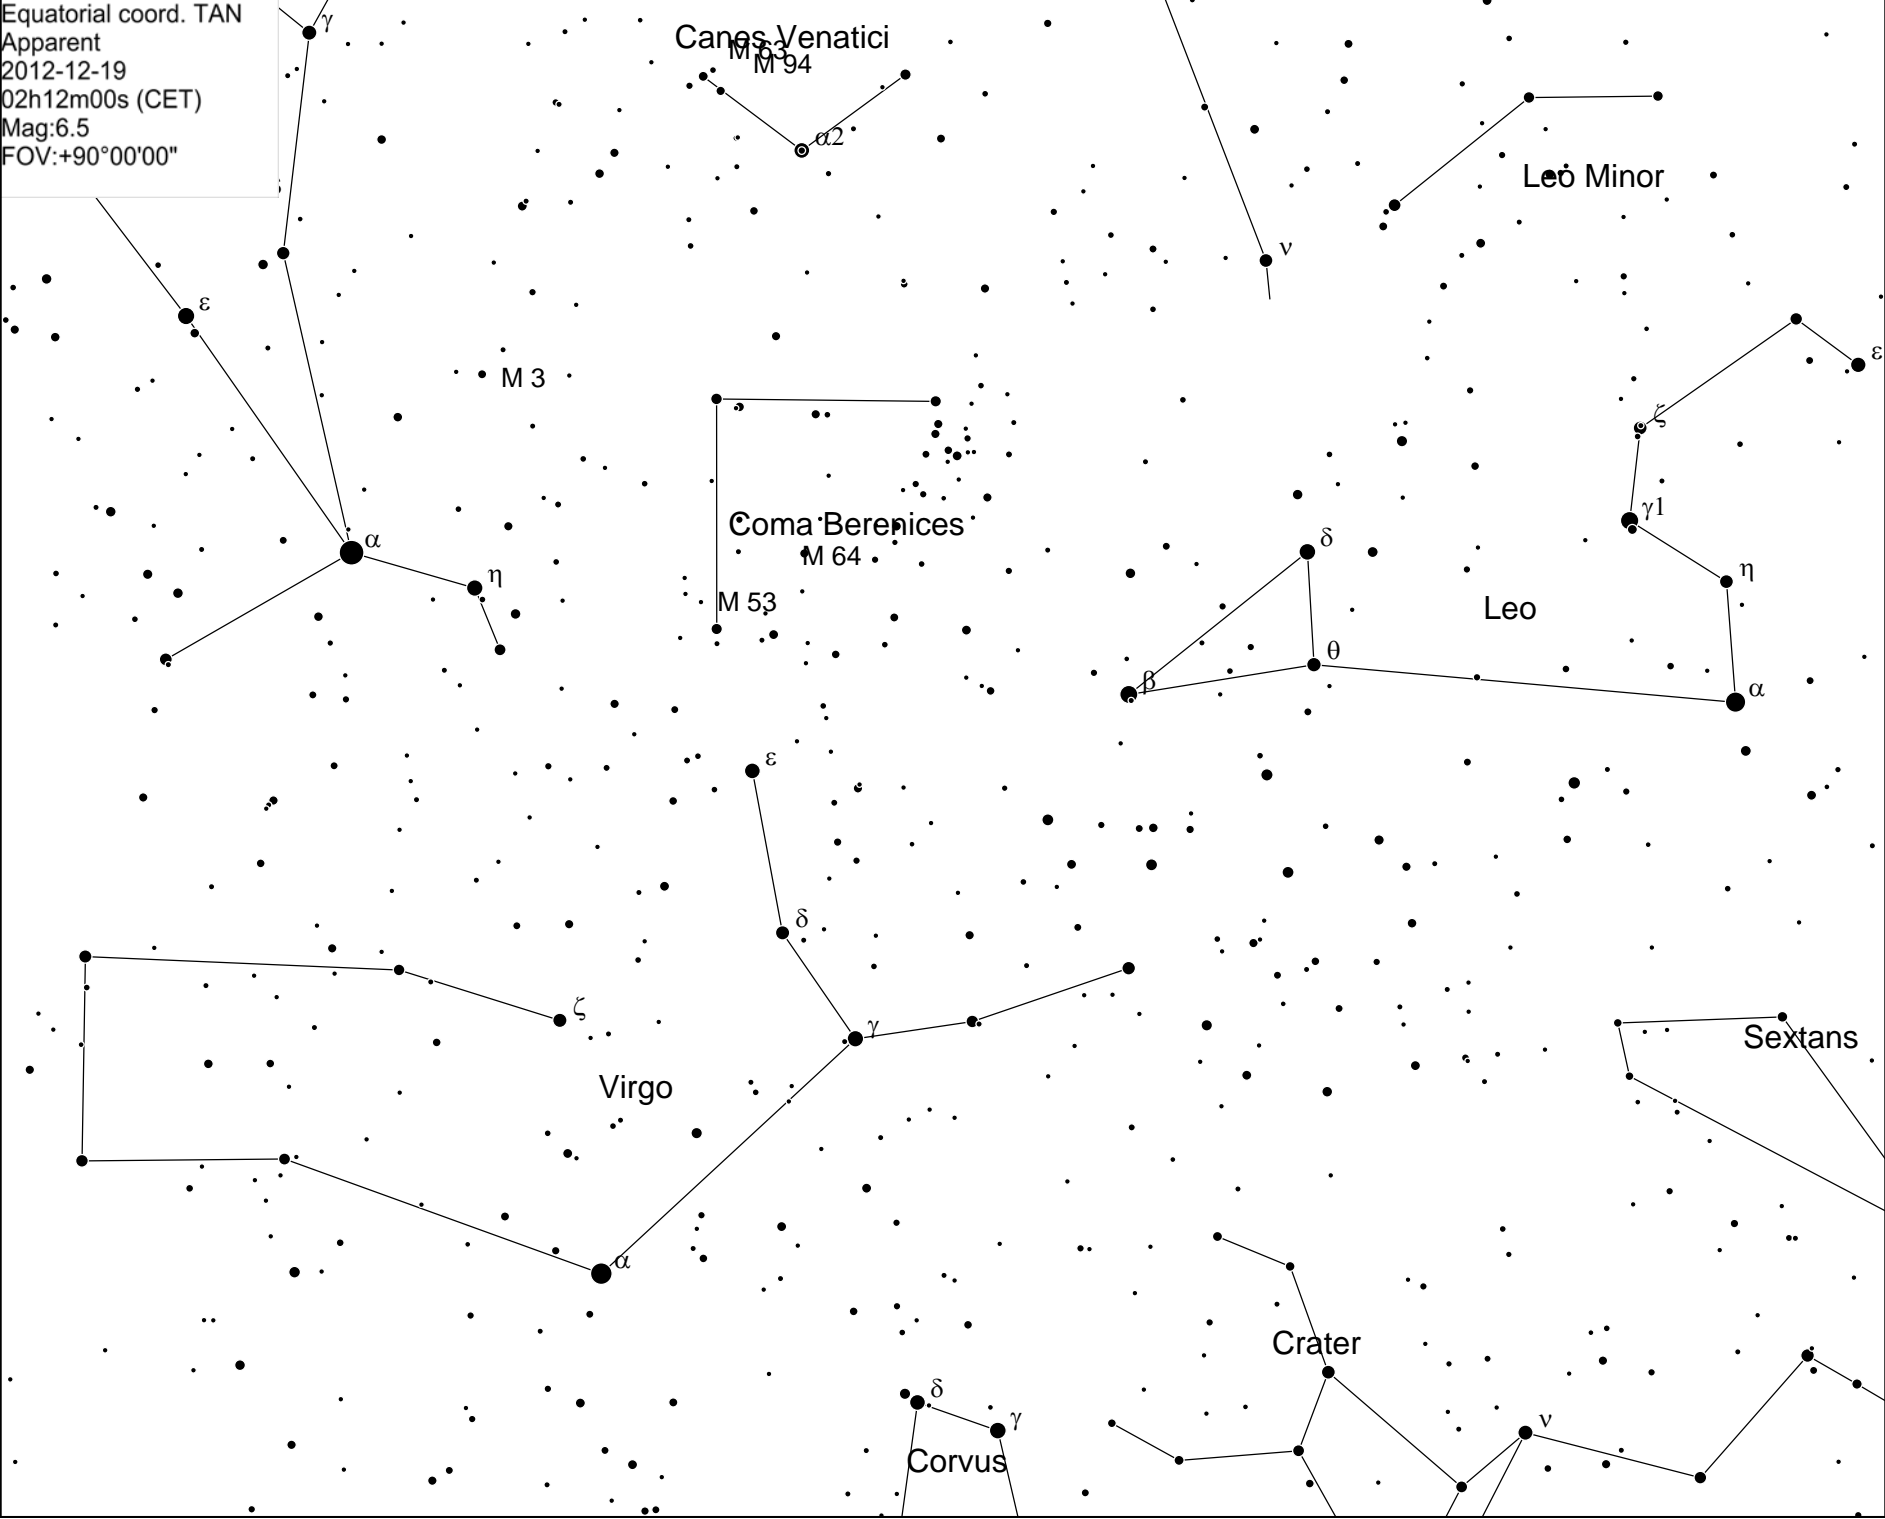 Equatorial coord. TAN
Apparent
2012-12-19
02h12m00s (CET)
Mag:6.5
FOV:+90°00'00"
γ
Canes Venatici
M 63
M 94
α2
Leo Minor
ν
ε
ε
M 3
ζ
γ1
Coma Berenices
α
δ
M 64
η
η
M 53
Leo
θ
β
α
ε
δ
ζ
γ
Sextans
Virgo
α
Crater
δ
γ
ν
Corvus